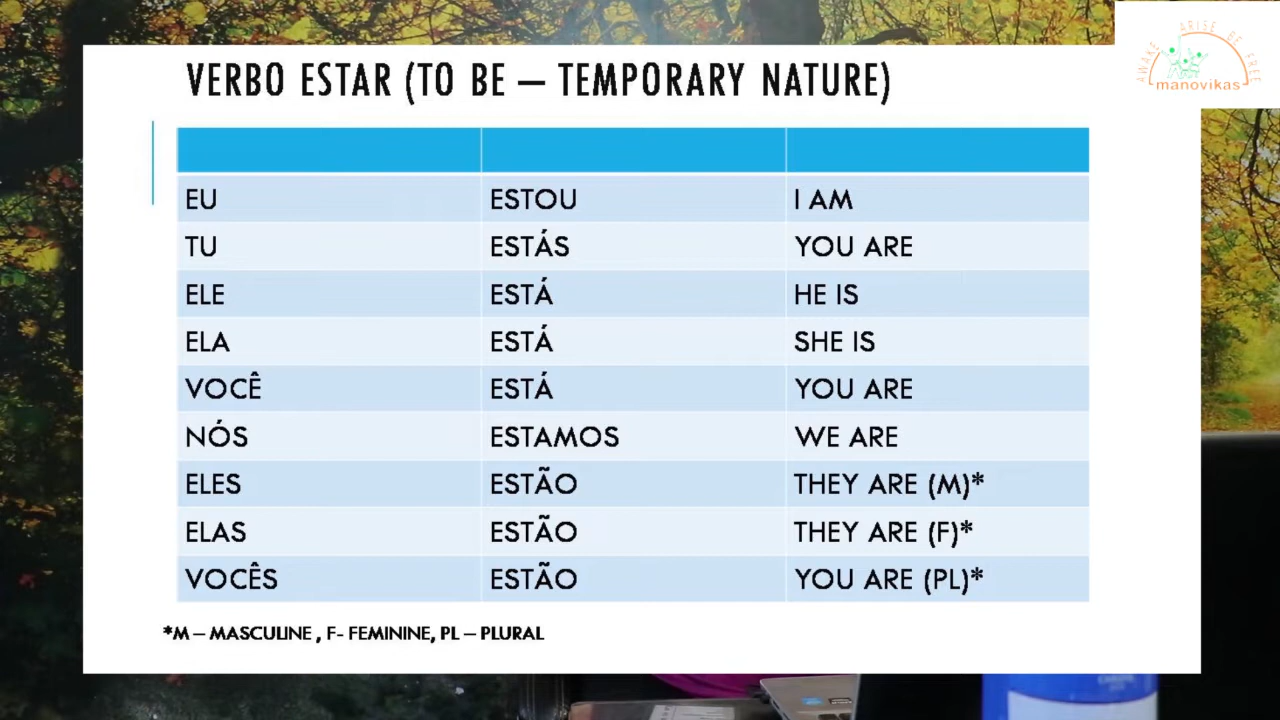 VERBO ESTAR (TO BE – TEMPORARY NATURE)
AWAKE ARISE BE FREE
manovikas
EU ESTOU I AM
TU ESTÁS YOU ARE
ELE ESTÁ HE IS
ELA ESTÁ SHE IS
VOCÊ ESTÁ YOU ARE
NÓS ESTAMOS WE ARE
ELES ESTÃO THEY ARE (M)*
ELAS ESTÃO THEY ARE (F)*
VOCÊS ESTÃO YOU ARE (PL)*
*M – MASCULINE , F- FEMININE, PL – PLURAL